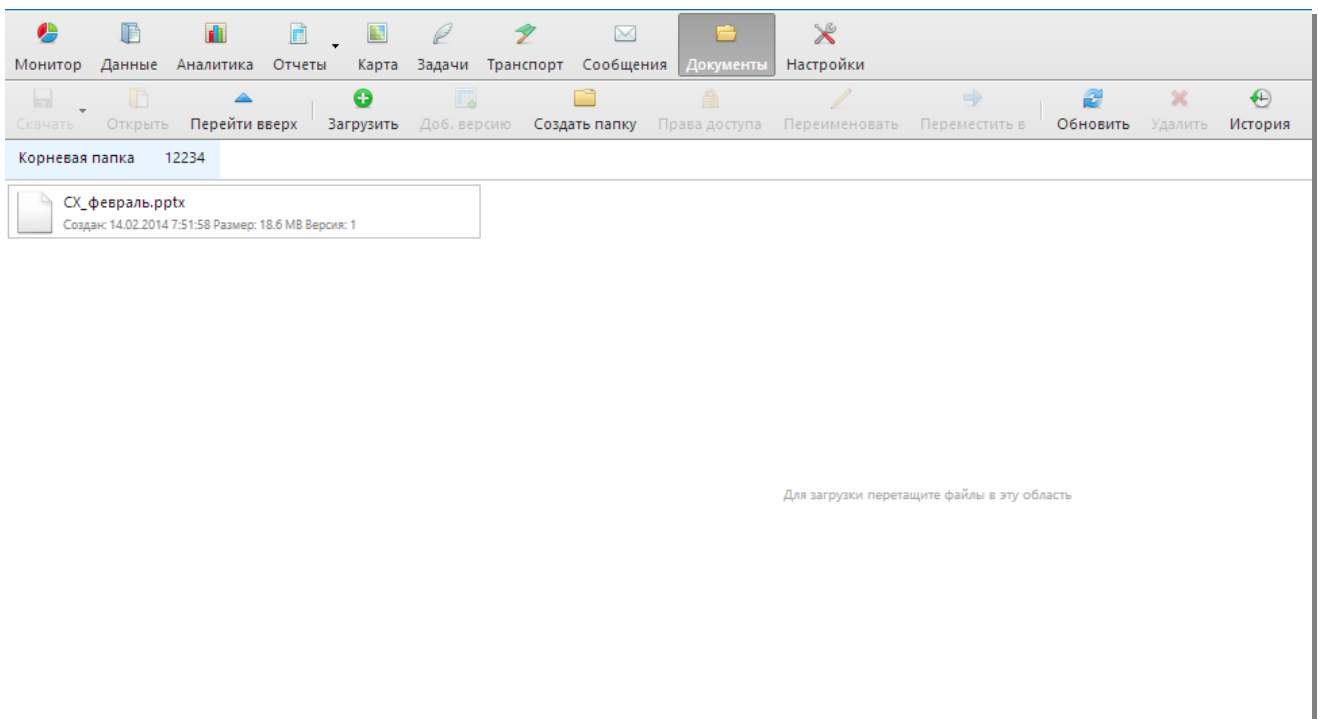 Монитор Данные Аналитика Отчеты Карта Задачи Транспорт Сообщения Документы Настройки
Скачать Открыть Перейти вверх Загрузить Доб. версию Создать папку Права доступа Переименовать Переместить в Обновить Удалить История
Корневая папка 12234
СХ_февраль.pptx
Создан: 14.02.2014 7:51:58 Размер: 18.6 MB Версия: 1
Для загрузки перетащите файлы в эту область